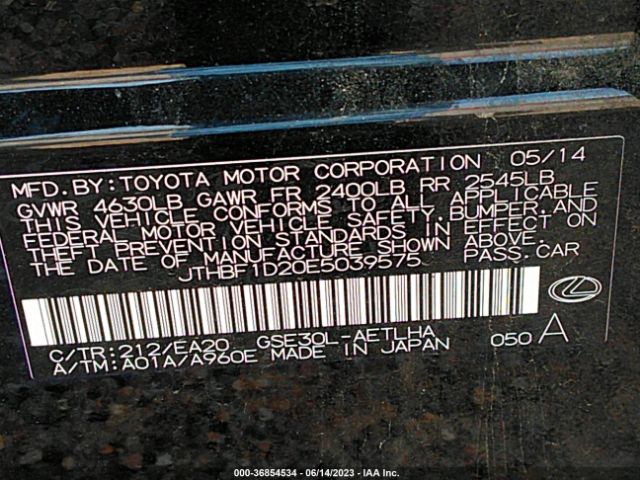 MFD.BY:TOYOTA MOTOR CORPORATION 05/14
GVWR 4630LB GAWR FR 2400LB RR 2545LB
THIS VEHICLE CONFORMS TO ALL APPLICABLE
FEDERAL MOTOR VEHICLE SAFETY,BUMPER,AND
THEFT PREVENTION STANDARDS IN EFFECT ON
THE DATE OF MANUFACTURE SHOWN ABOVE.
JTHBF1D20E5039575 PASS.CAR
C/TR:212/EA20 GSE30L-AETLHA
A/TM:A01A/A960E MADE IN JAPAN 050 A
000-36854534 - 06/14/2023 - IAA Inc.